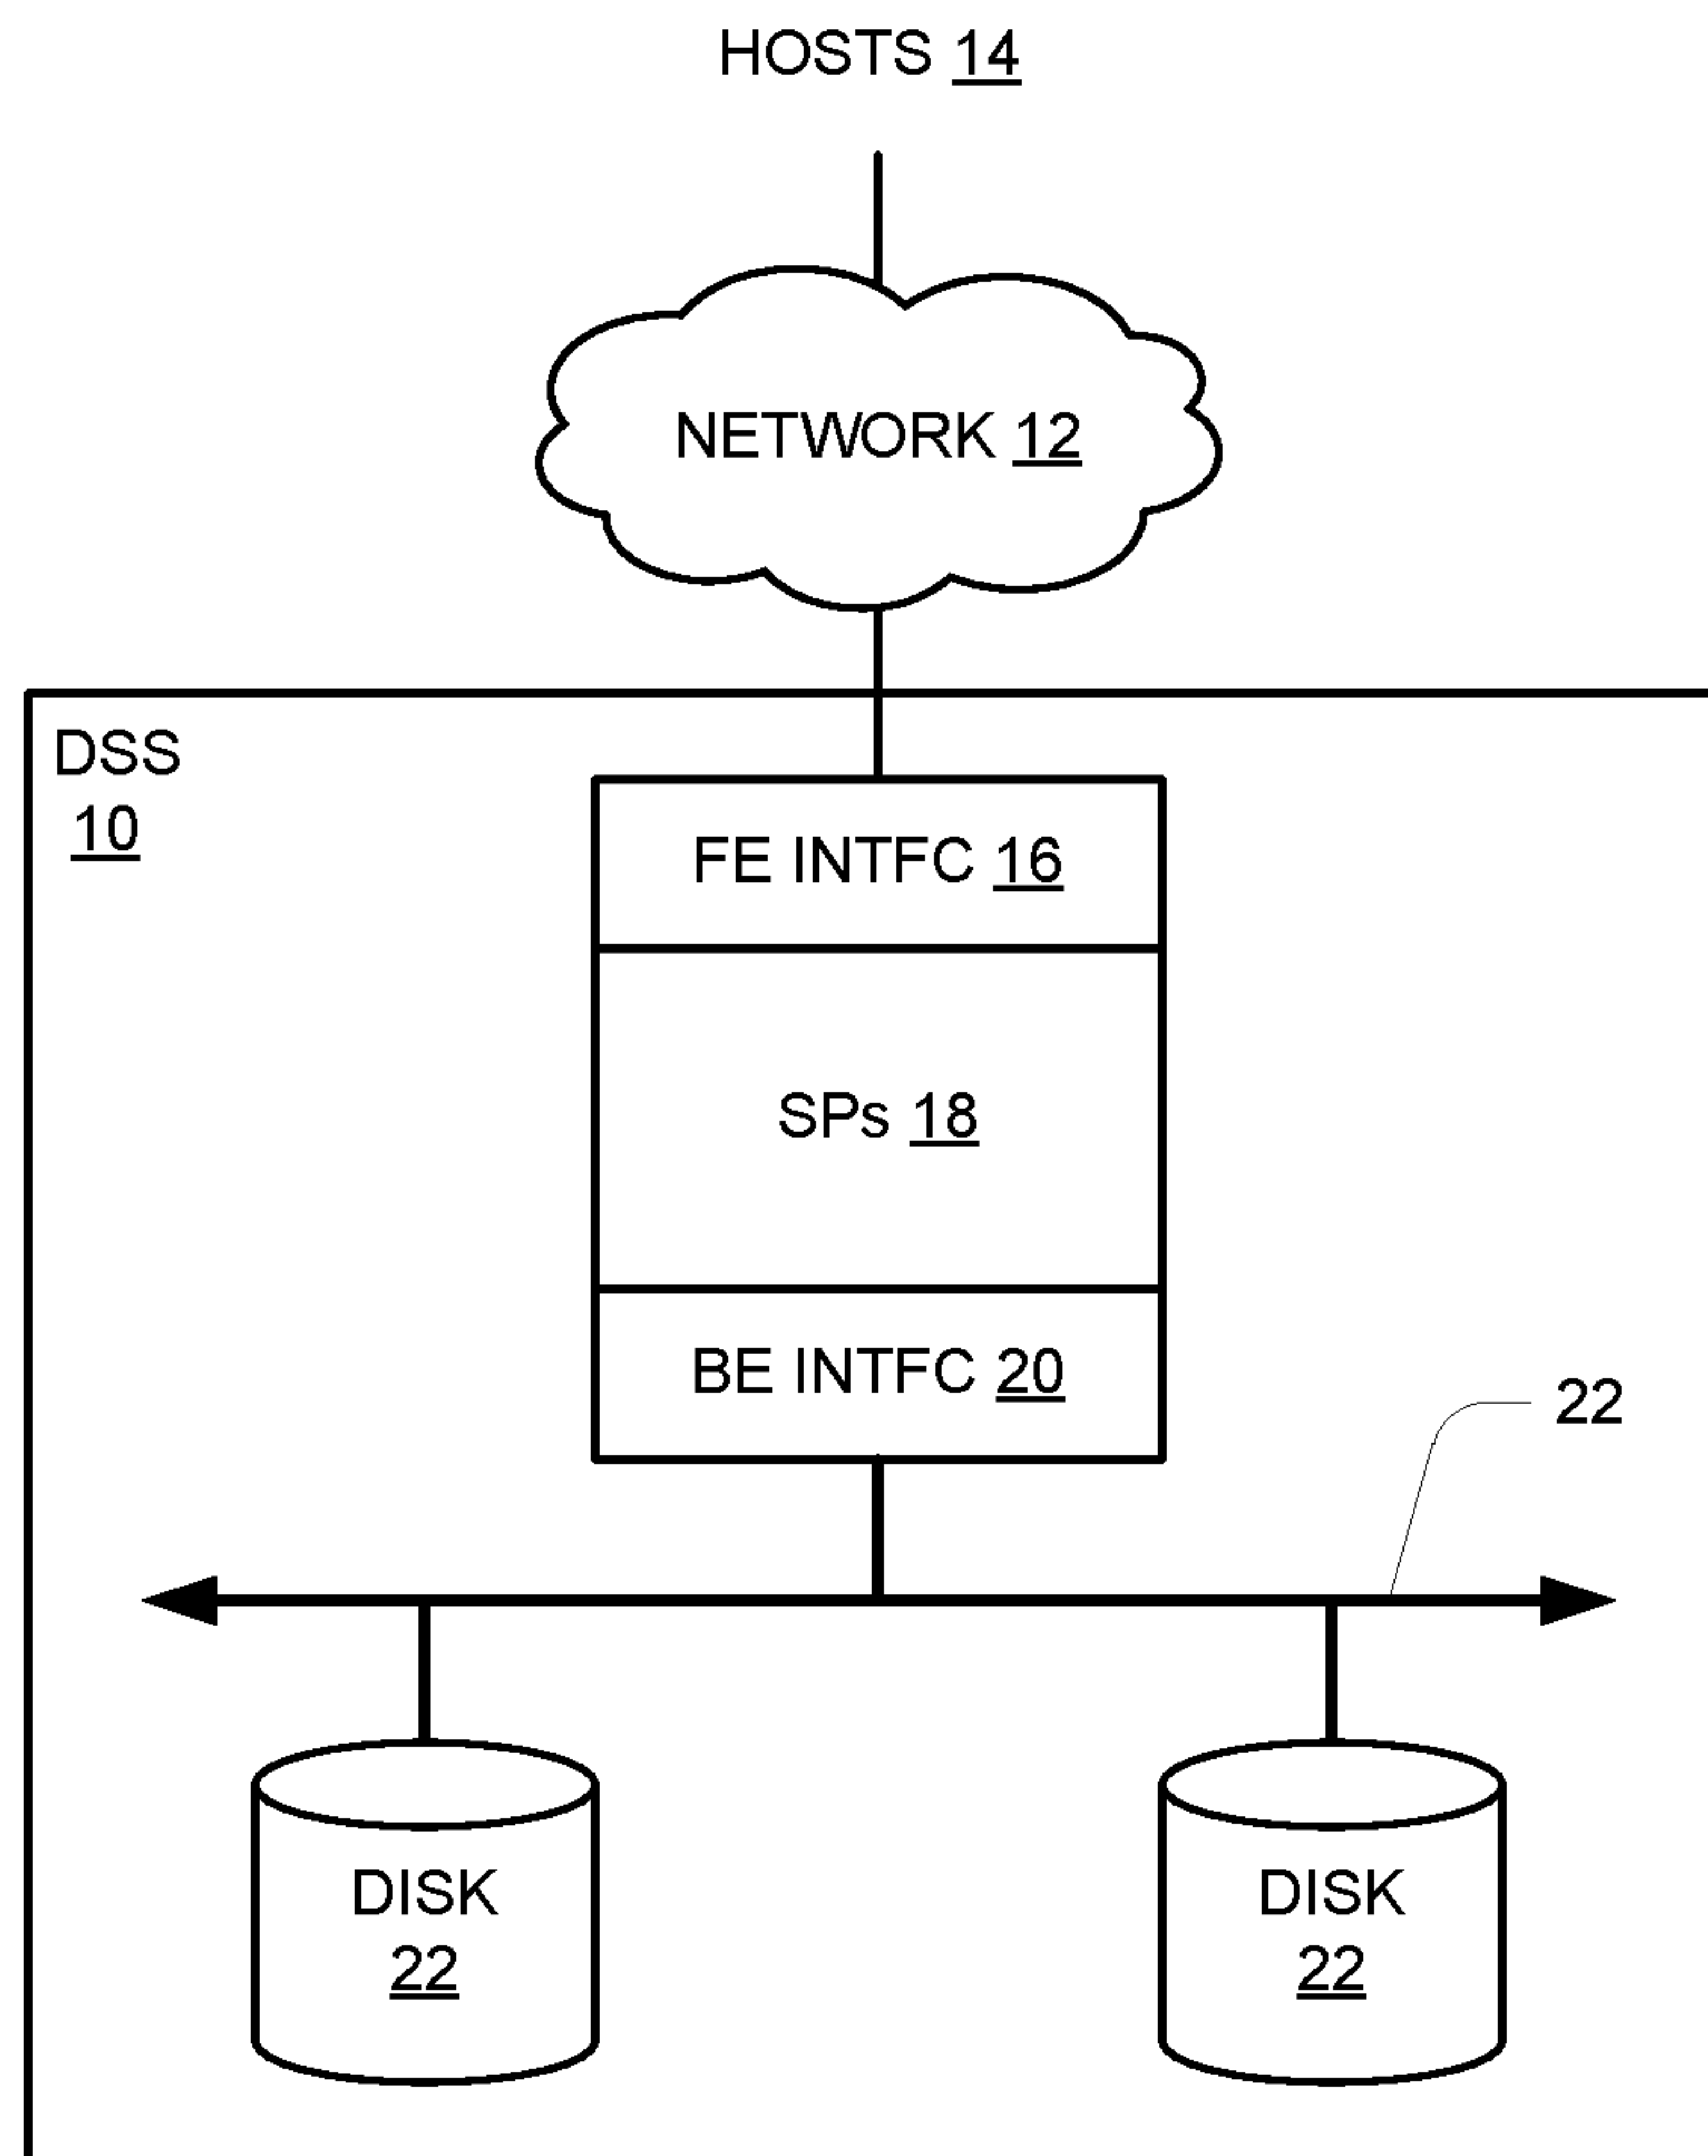 HOSTS 14
NETWORK 12
DSS
10
FE INTFC 16
SPs 18
BE INTFC 20
22
DISK
22
DISK
22